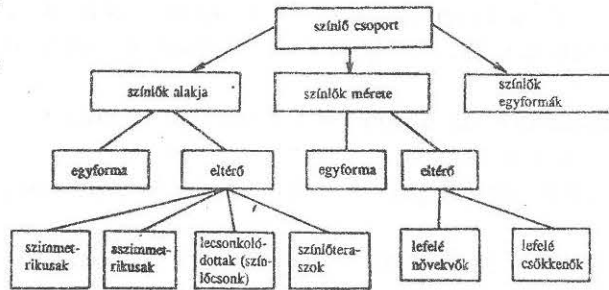 színlő csoport
színlők alakja
színlők mérete
színlők
egyformák
egyforma
eltérő
egyforma
eltérő
szimmet-
rikusak
aszimmet-
rikusak
lecsonkoló-
dottak (szín-
lőcsonk)
színlőtera-
szok
lefelé
növekvők
lefelé
csökkenők